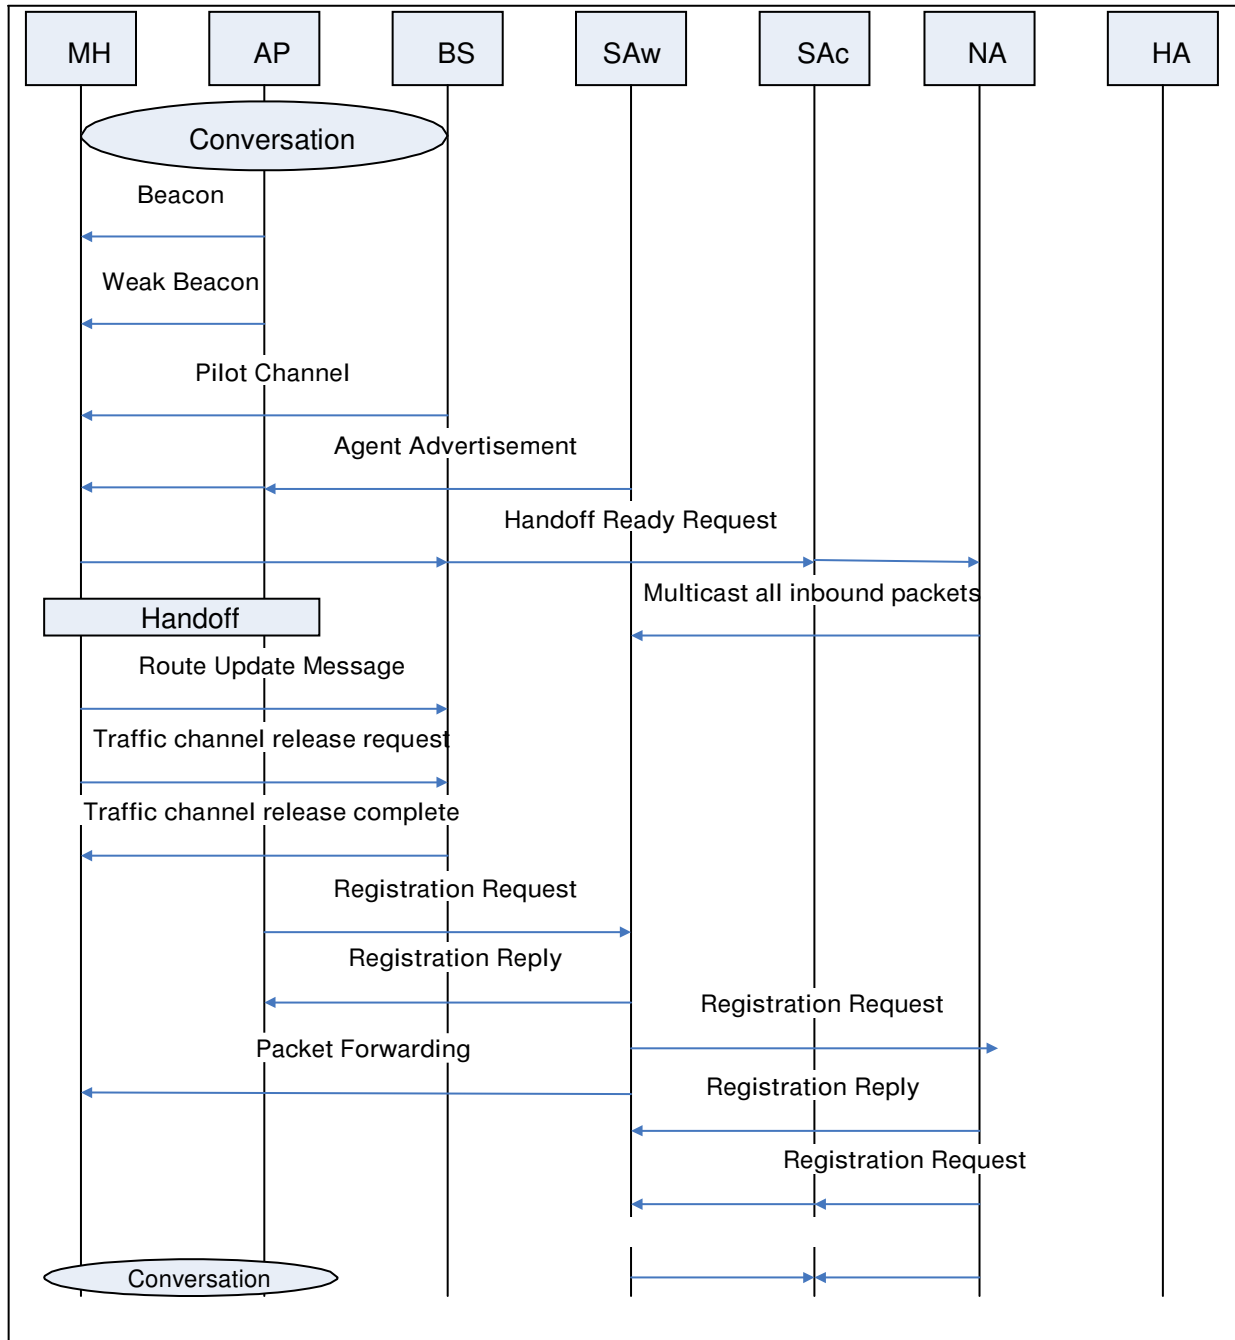 MH
AP
BS
SAw
SAc
NA
HA
Conversation
Beacon
Weak Beacon
Pilot Channel
Agent Advertisement
Handoff Ready Request
Multicast all inbound packets
Handoff
Route Update Message
Traffic channel release request
Traffic channel release complete
Registration Request
Registration Reply
Registration Request
Packet Forwarding
Registration Reply
Registration Request
Conversation